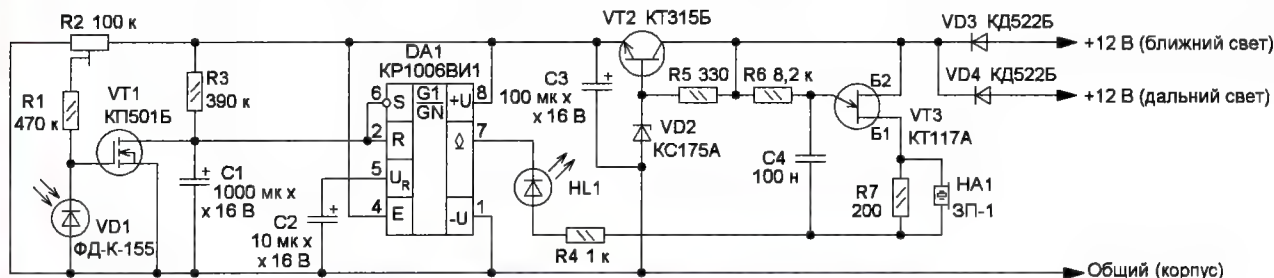 R2 100 к
R1
470 к
VT1
КП501Б
VD1
ФД-К-155
R3
390 к
C1
1000 мк х
х 16 В
C2
10 мк х
х 16 В
DA1
КР1006ВИ1
6
2
5
4
S
R
U_R
E
G1
GN
+U
◊
-U
8
7
1
HL1
R4 1 к
C3
100 мк х
х 16 В
VT2 КТ315Б
R5 330
VD2
КС175А
R6 8,2 к
C4
100 н
Б2
Б1
VT3
КТ117А
R7
200
HA1
ЗП-1
VD3 КД522Б
VD4 КД522Б
+12 В (ближний свет)
+12 В (дальний свет)
Общий (корпус)